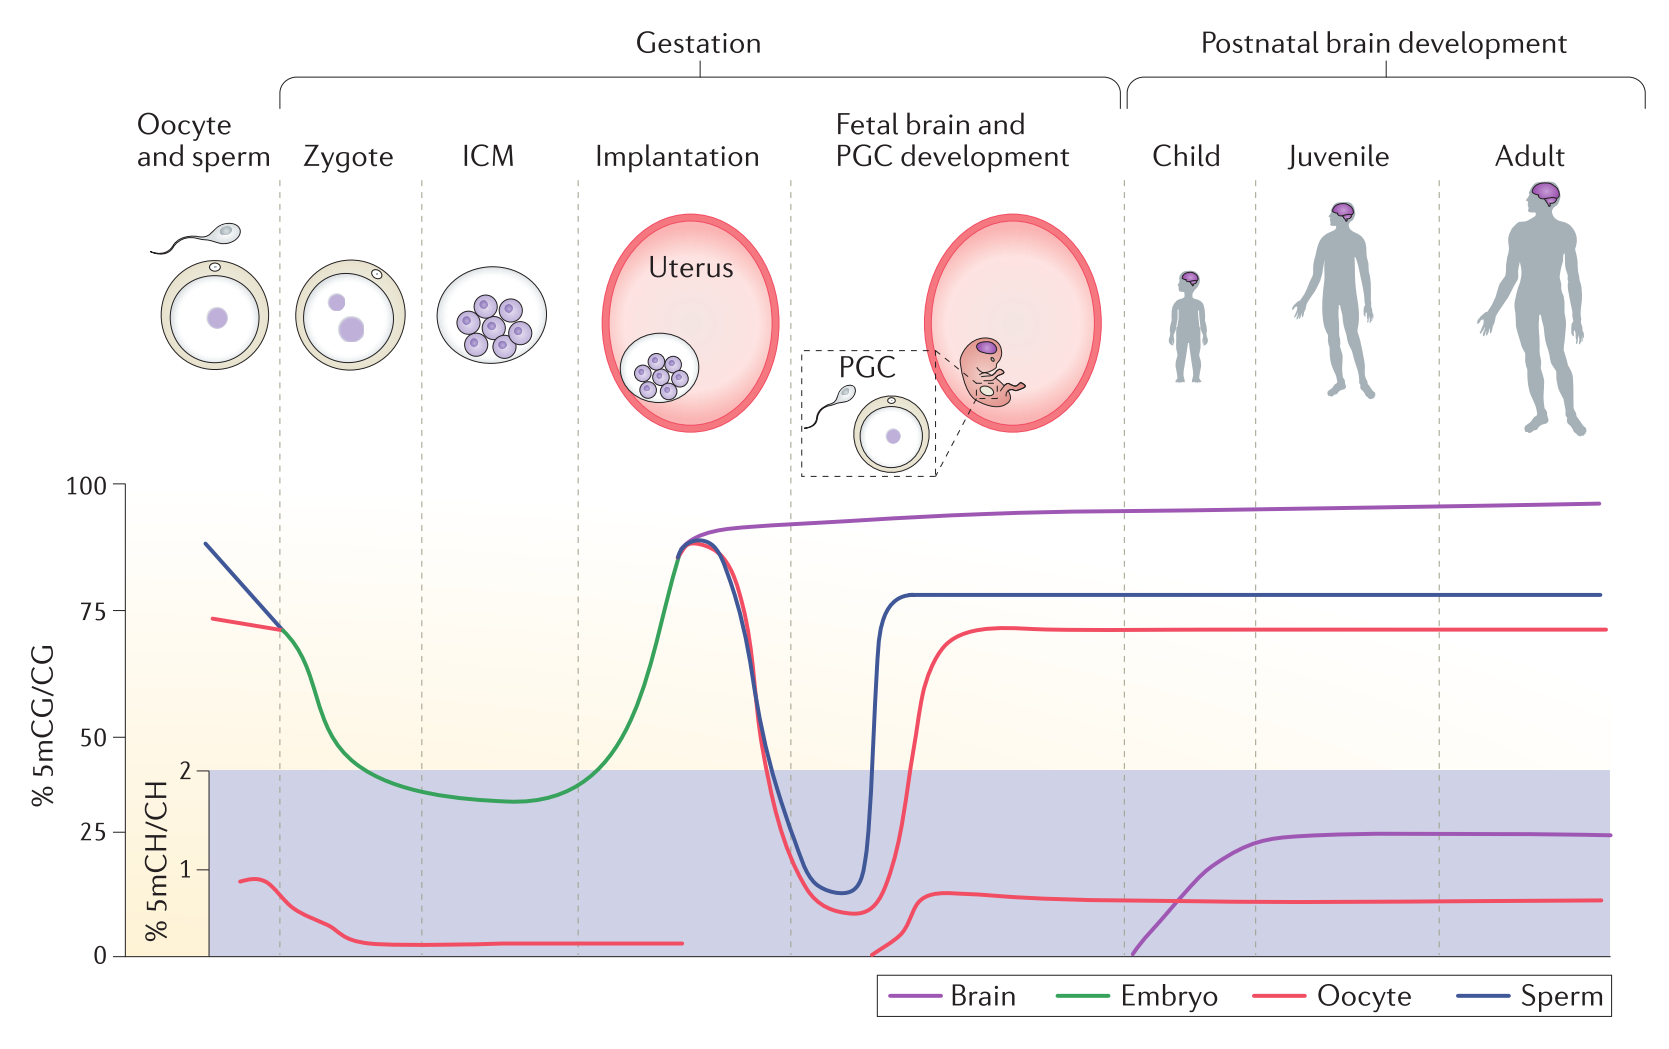 Gestation
Postnatal brain development
Oocyte
and sperm
Zygote
ICM
Implantation
Fetal brain and
PGC development
Child
Juvenile
Adult
Uterus
PGC
100
75
50
25
0
% 5mCG/CG
2
1
% 5mCH/CH
Brain
Embryo
Oocyte
Sperm